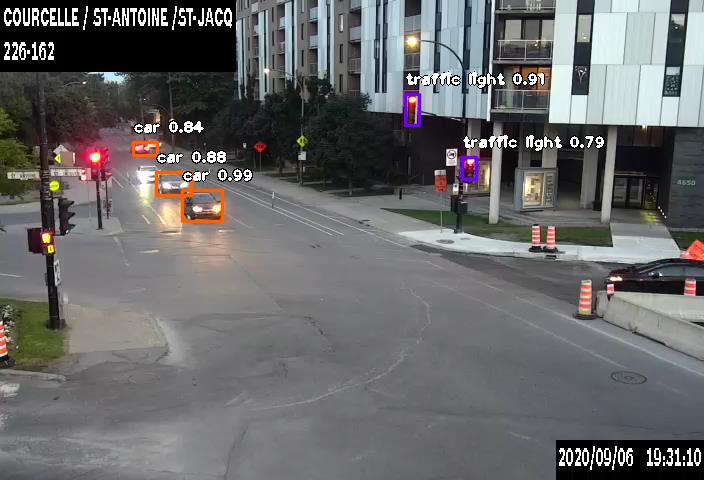 COURCELLE / ST-ANTOINE /ST-JACQ
226-162
traffic light 0.91
car 0.84
traffic light 0.79
car 0.88
car 0.99
4650
2020/09/06 19:31:10